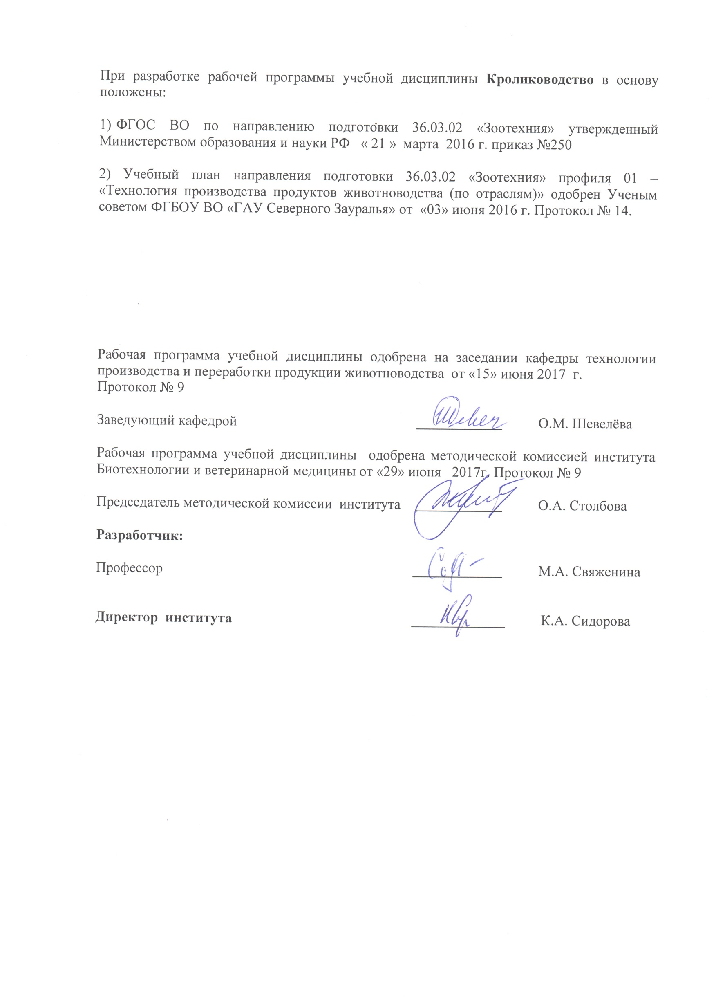 При разработке рабочей программы учебной дисциплины Кролиководство в основу
положены:
1) ФГОС ВО по направлению подготовки 36.03.02 «Зоотехния» утвержденный
Министерством образования и науки РФ « 21 » марта 2016 г. приказ №250
2) Учебный план направления подготовки 36.03.02 «Зоотехния» профиля 01 –
«Технология производства продуктов животноводства (по отраслям)» одобрен Ученым
советом ФГБОУ ВО «ГАУ Северного Зауралья» от «03» июня 2016 г. Протокол № 14.
Рабочая программа учебной дисциплины одобрена на заседании кафедры технологии
производства и переработки продукции животноводства от «15» июня 2017 г.
Протокол № 9
Заведующий кафедрой О.М. Шевелёва
Рабочая программа учебной дисциплины одобрена методической комиссией института
Биотехнологии и ветеринарной медицины от «29» июня 2017г. Протокол № 9
Председатель методической комиссии института О.А. Столбова
Разработчик:
Профессор М.А. Свяженина
Директор института К.А. Сидорова